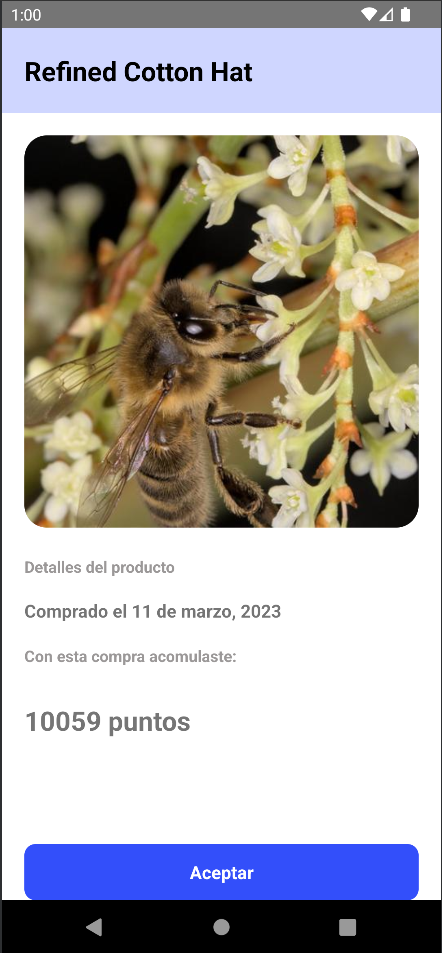 1:00
Refined Cotton Hat
Detalles del producto
Comprado el 11 de marzo, 2023
Con esta compra acomulaste:
10059 puntos
Aceptar